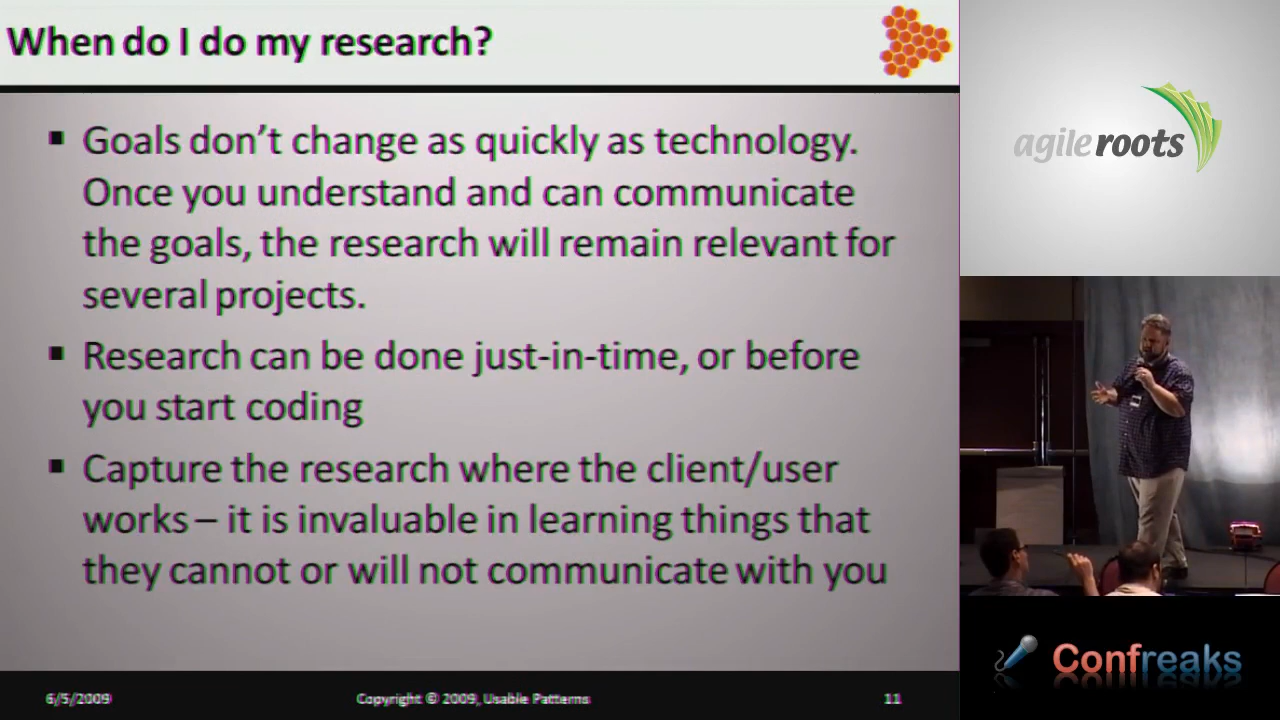 When do I do my research?
Goals don't change as quickly as technology.
Once you understand and can communicate
the goals, the research will remain relevant for
several projects.
Research can be done just-in-time, or before
you start coding
Capture the research where the client/user
works – it is invaluable in learning things that
they cannot or will not communicate with you
6/5/2009
Copyright © 2009, Usable Patterns
11
agile roots
Confreaks